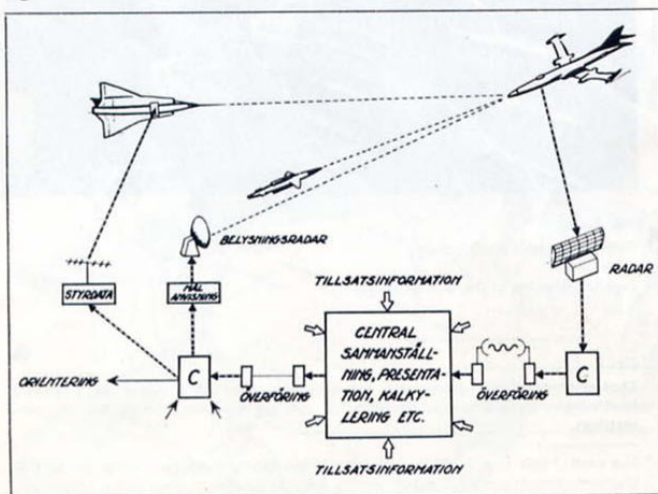 BELYSNINGSRADAR
RADAR
STYRDATA
MÅL
ANVISNING
TILLSATSINFORMATION
CENTRAL
SAMMANSTÄLL-
NING, PRESENTA-
TION, KALKY-
LERING ETC.
C
ÖVERFÖRING
ÖVERFÖRING
C
ORIENTERING
TILLSATSINFORMATION